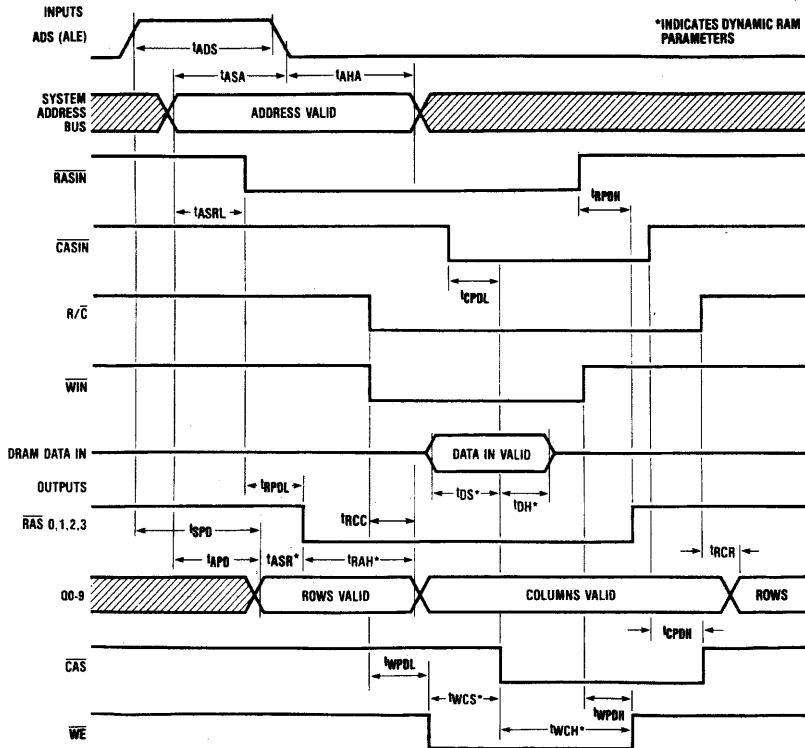 INPUTS
ADS (ALE)
*INDICATES DYNAMIC RAM
PARAMETERS
tADS
tASA
tAHA
SYSTEM
ADDRESS
BUS
ADDRESS VALID
RASIN
tRPDH
tASRL
CASIN
tCPDL
R/C
WIN
DRAM DATA IN
DATA IN VALID
OUTPUTS
tRPDL
tDS*
tDH*
RAS 0,1,2,3
tSPD
tRCC
tAPD
tASR*
tRAH*
tRCR
Q0-9
ROWS VALID
COLUMNS VALID
ROWS
tCPDH
CAS
tWPDL
tWCS*
tWPDH
tWCH*
WE